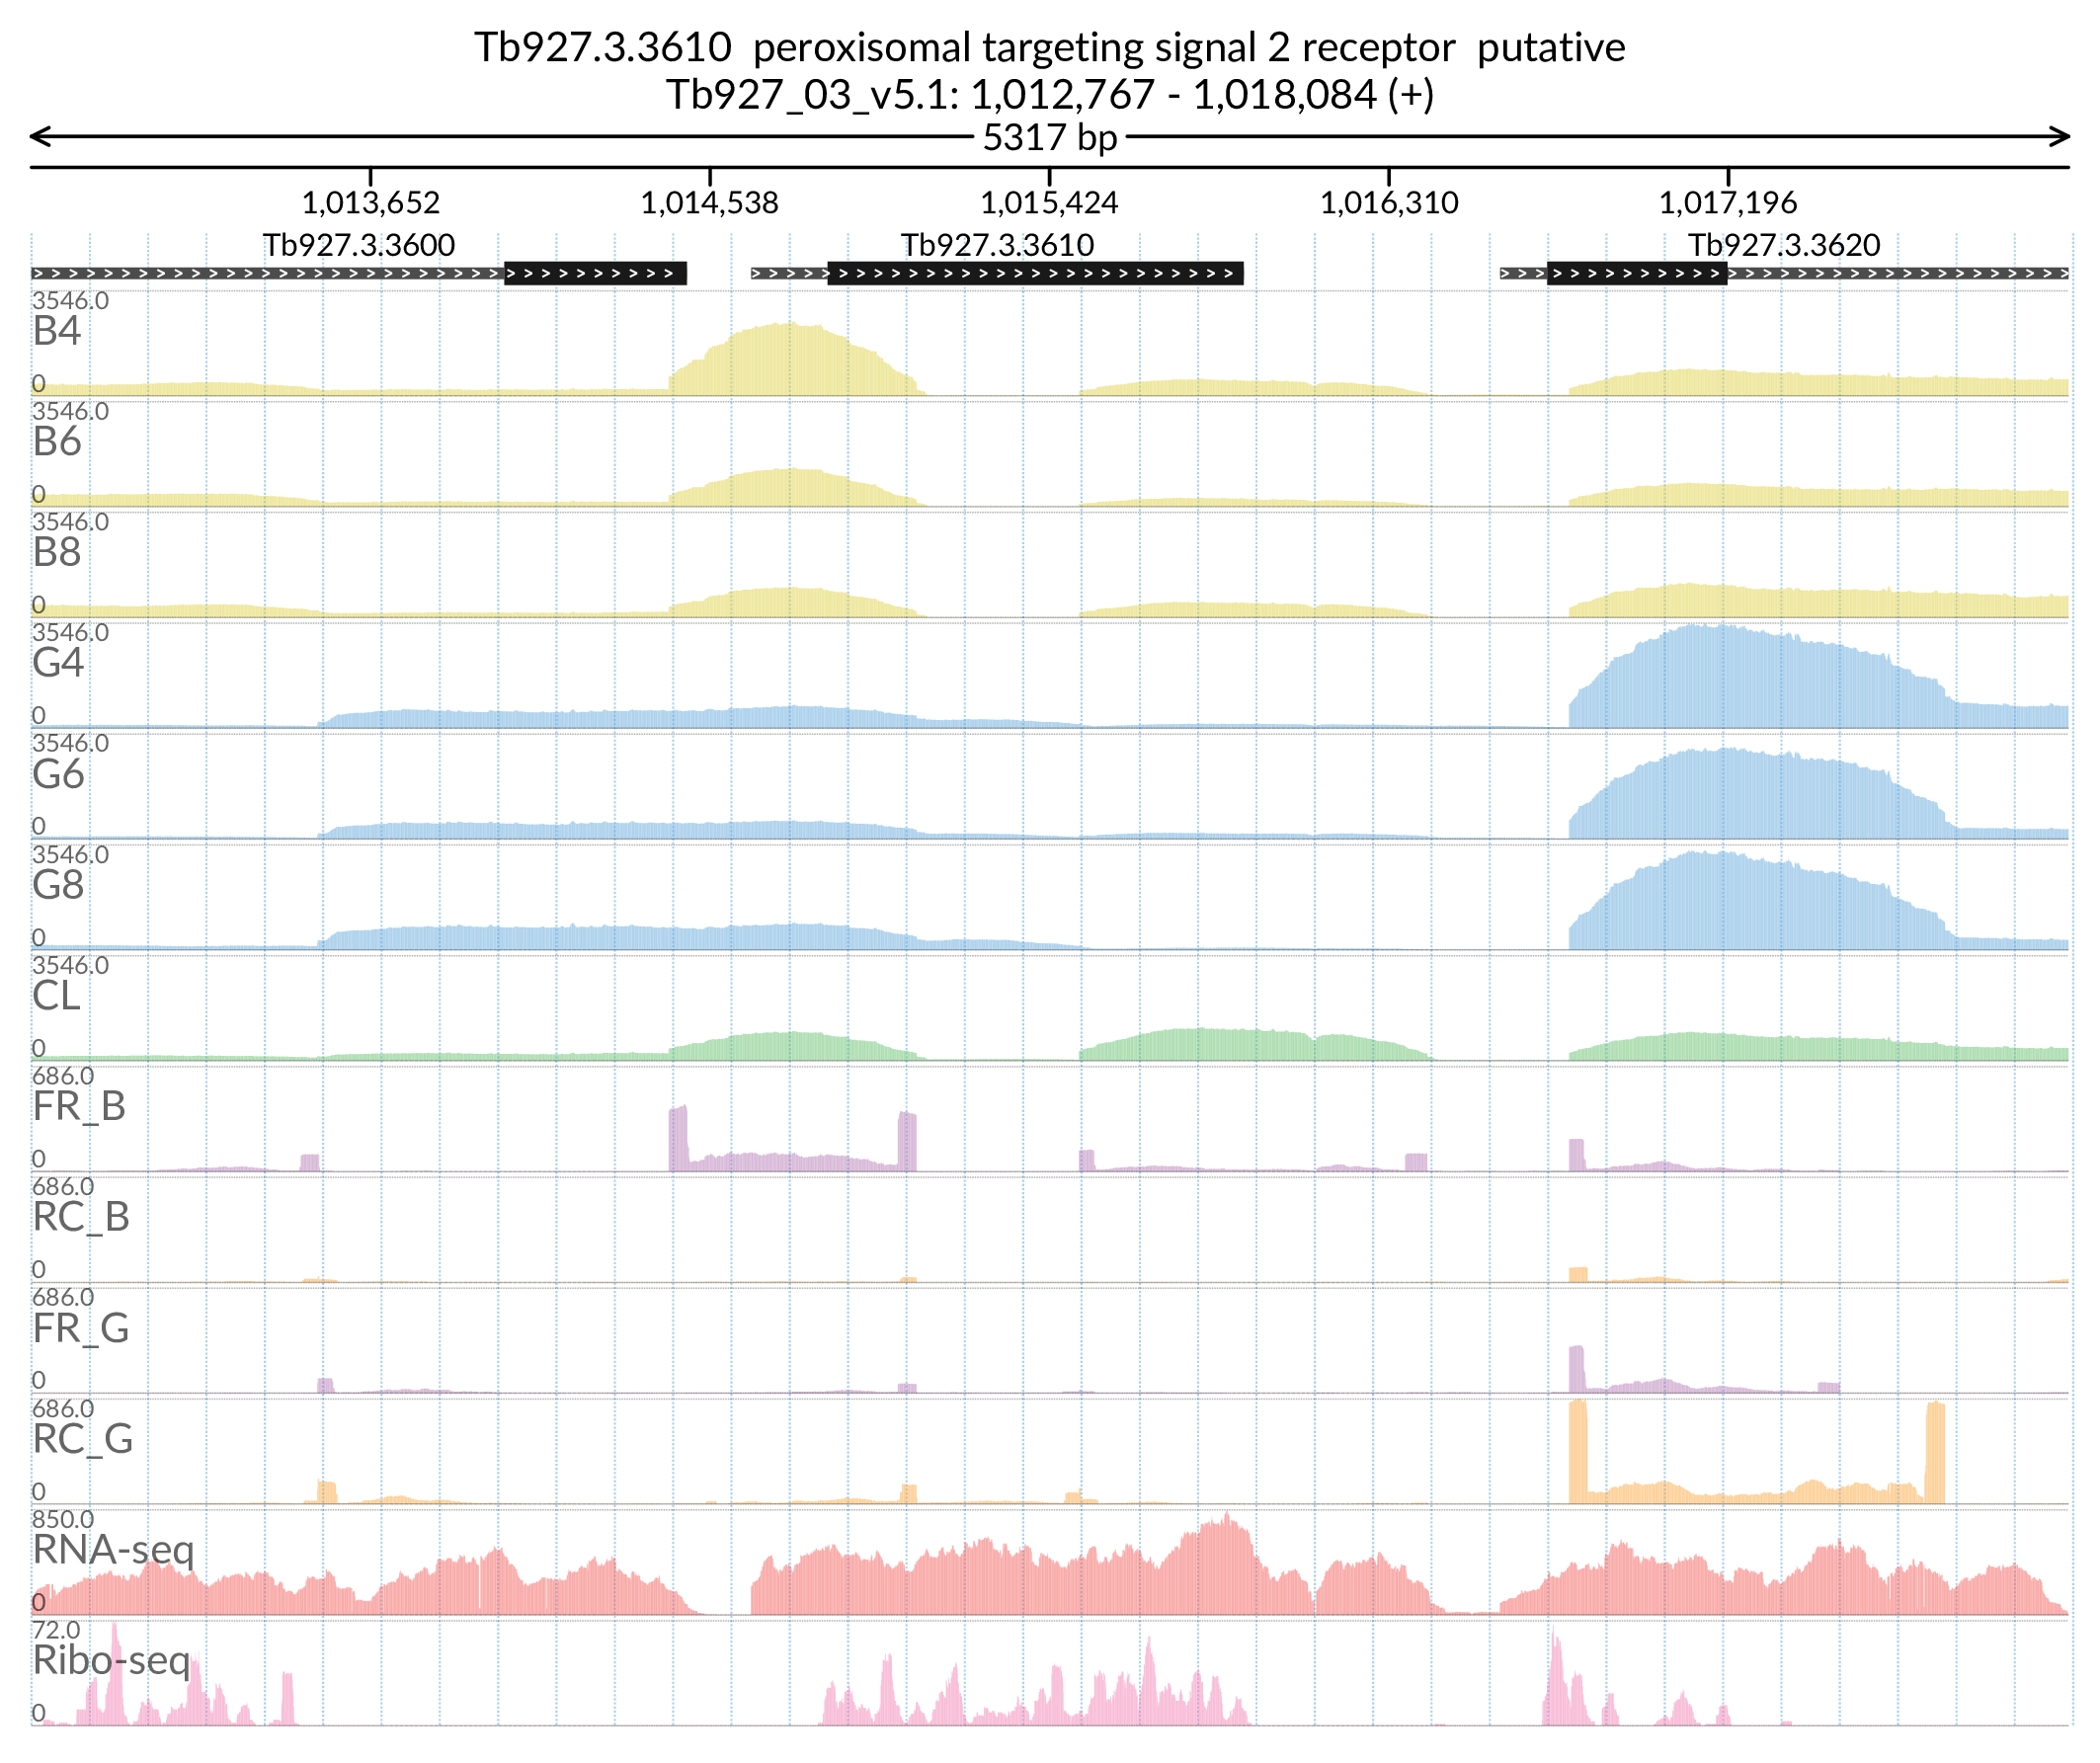 Tb927.3.3610  peroxisomal targeting signal 2 receptor  putative
Tb927_03_v5.1: 1,012,767 - 1,018,084 (+)
5317 bp
1,013,652 1,014,538 1,015,424 1,016,310 1,017,196
Tb927.3.3600 Tb927.3.3610 Tb927.3.3620
3546.0
B4
0
3546.0
B6
0
3546.0
B8
0
3546.0
G4
0
3546.0
G6
0
3546.0
G8
0
3546.0
CL
0
686.0
FR_B
0
686.0
RC_B
0
686.0
FR_G
0
686.0
RC_G
0
850.0
RNA-seq
0
72.0
Ribo-seq
0